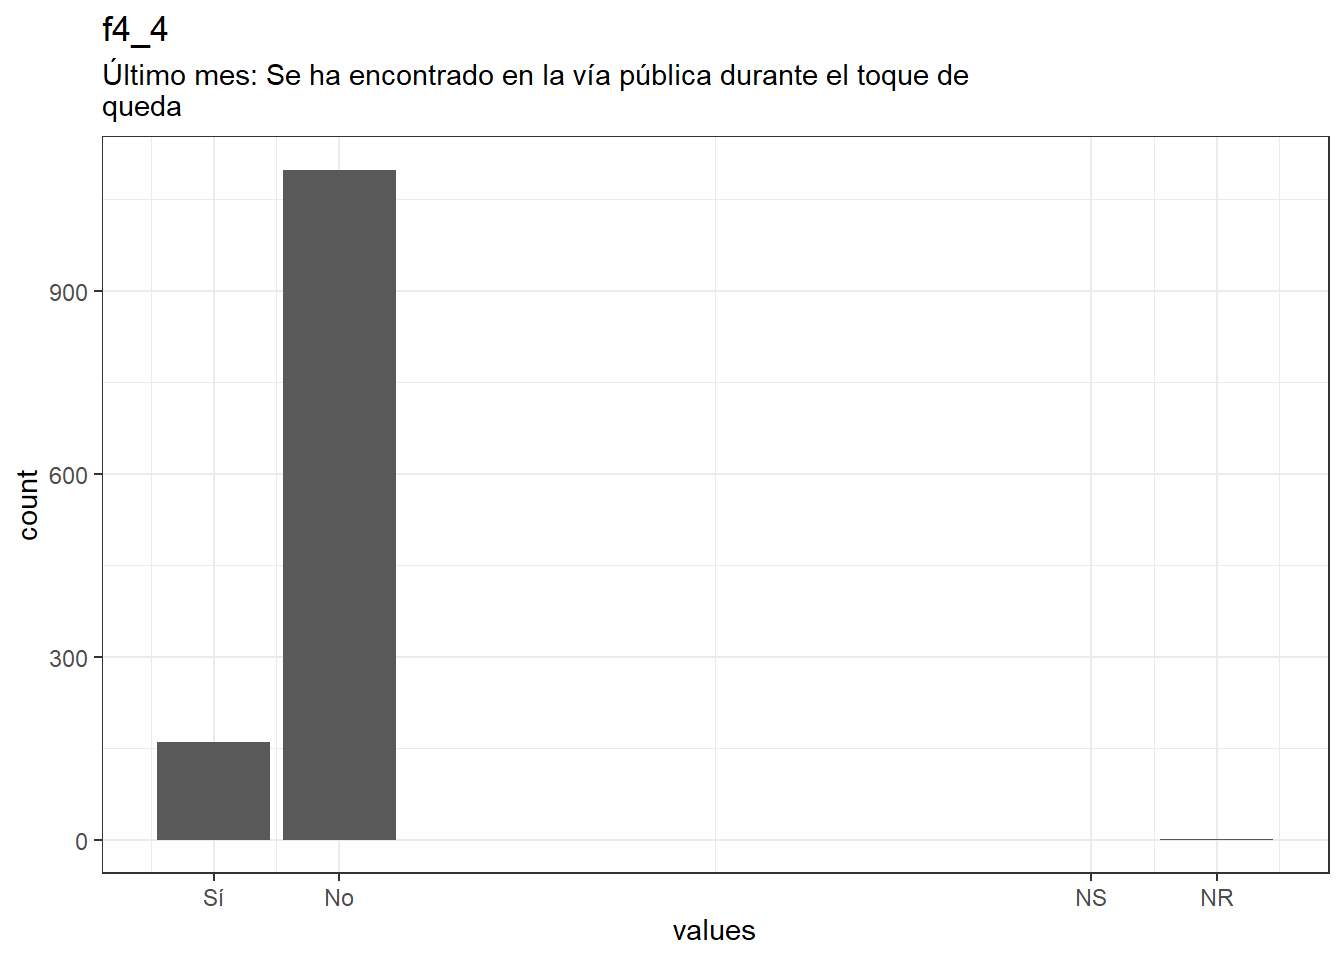 f4_4
Último mes: Se ha encontrado en la vía pública durante el toque de
queda
900
600
300
0
count
Sí No NS NR
values